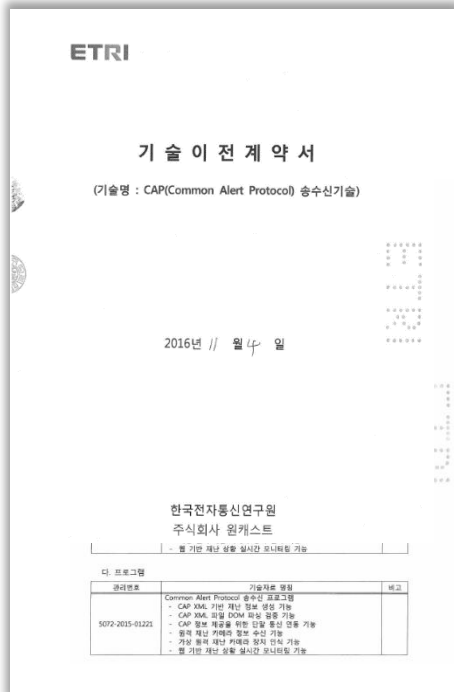 ETRI
기 술 이 전 계 약 서
(기술명 : CAP(Common Alert Protocol) 송수신기술)
2016년 11 월 4 일
한국전자통신연구원
주식회사 원캐스트
- 웹 기반 재난 상황 실시간 모니터링 기능
다. 프로그램
관리번호 기술자료 명칭 비고
Common Alert Protocol 송수신 프로그램
- CAP XML 기반 재난 정보 생성 기능
- CAP XML 파일 DOM 파싱 검증 기능
5072-2015-01221 - CAP 정보 제공을 위한 단말 통신 연동 기능
- 원격 재난 카메라 정보 수신 기능
- 가상 원격 재난 카메라 장치 인식 기능
- 웹 기반 재난 상황 실시간 모니터링 기능